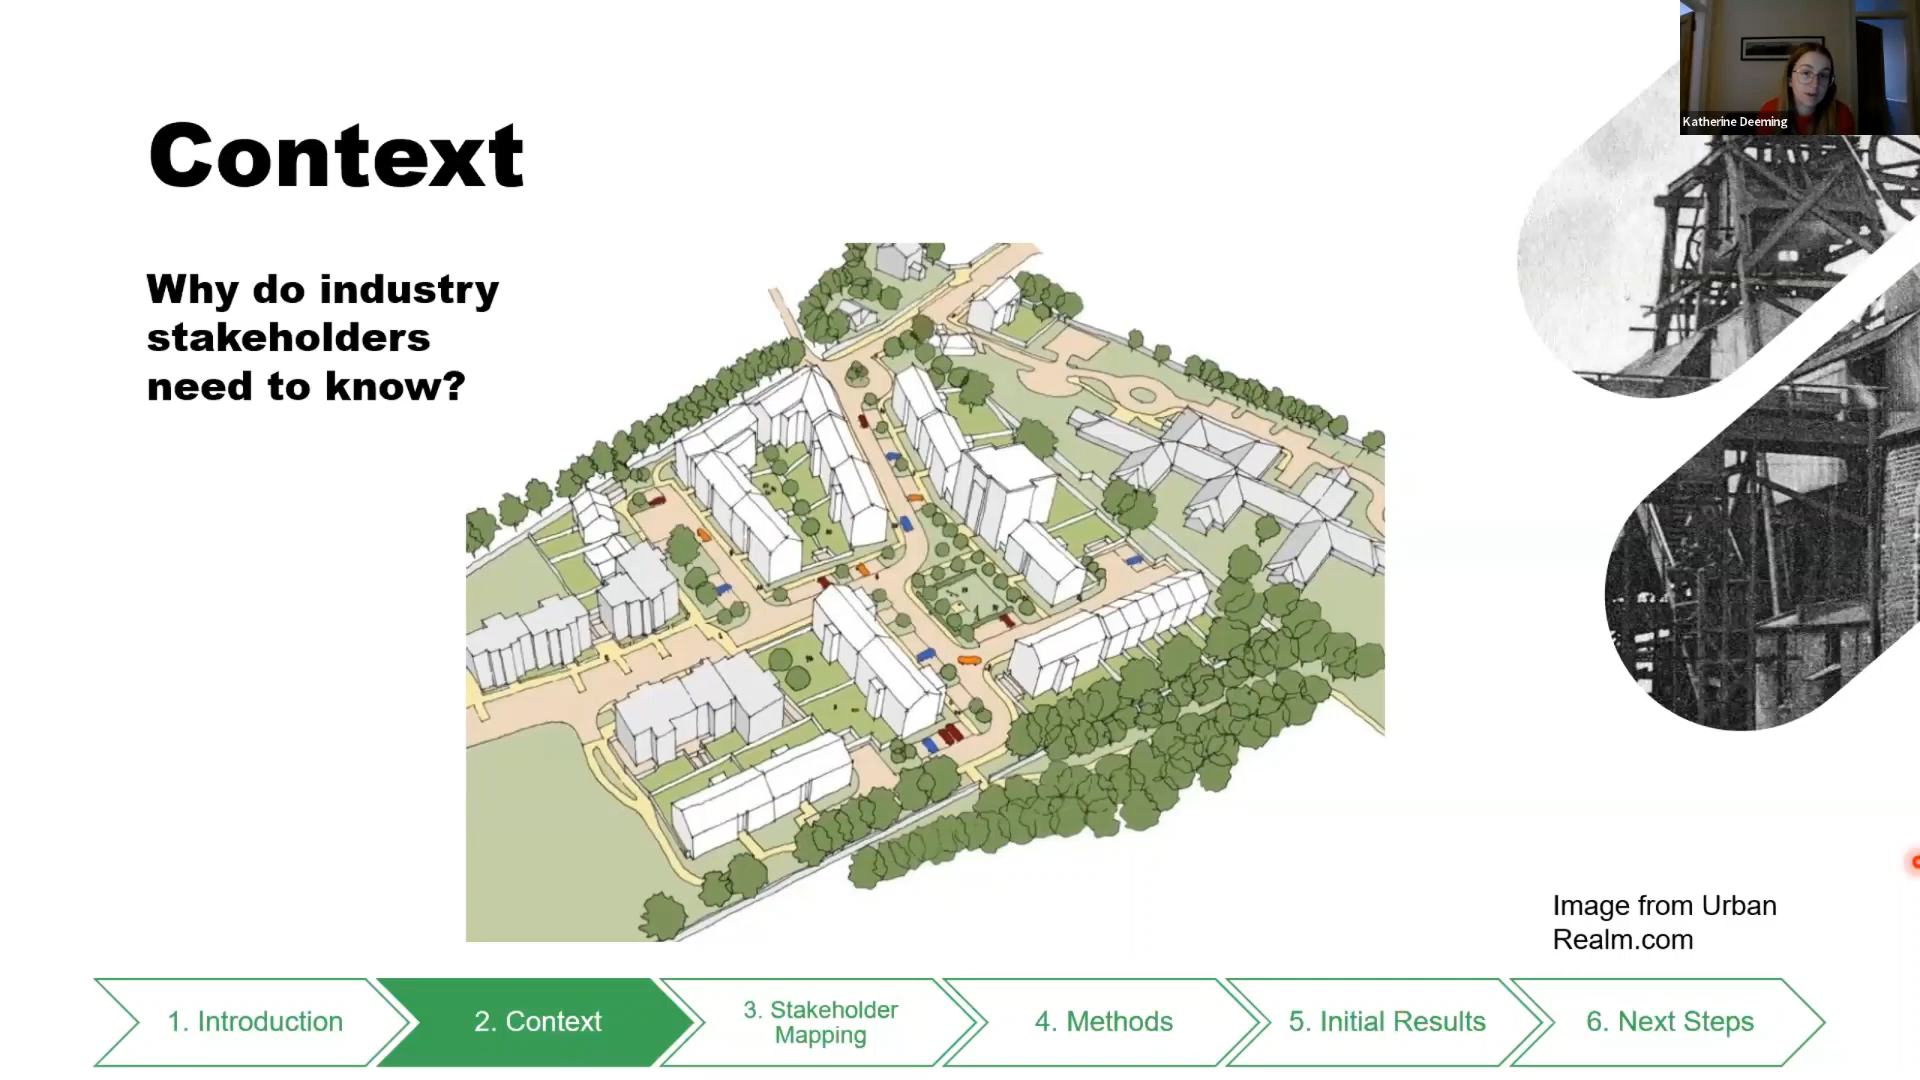 Katherine Deeming
Context
Why do industry
stakeholders
need to know?
Image from Urban
Realm.com
1. Introduction
2. Context
3. Stakeholder
Mapping
4. Methods
5. Initial Results
6. Next Steps